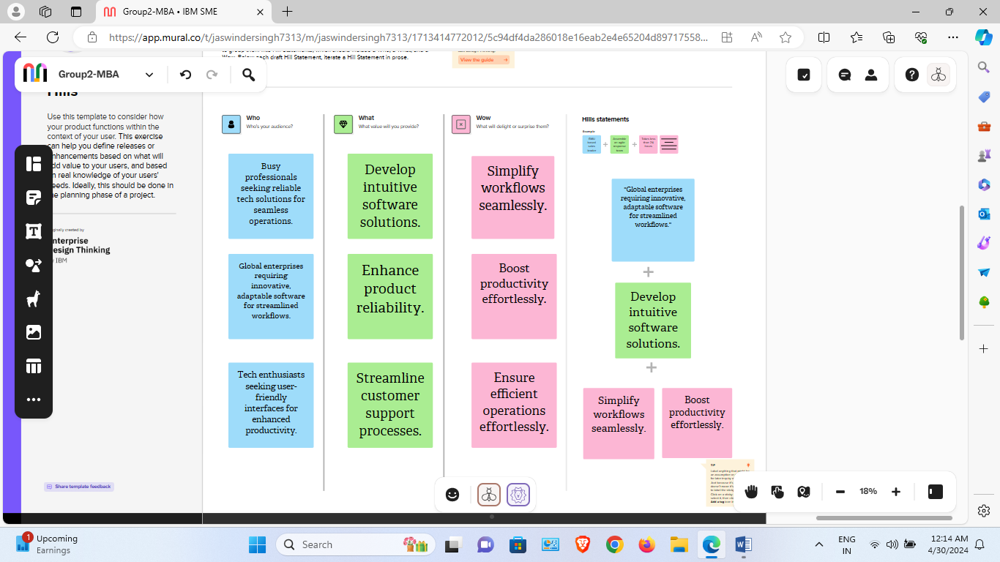 Group2-MBA • IBM SME
https://app.mural.co/t/jaswindersingh7313/m/jaswindersingh7313/1713414772012/5c94df4da286018e16eab2e4e65204d89717558...
Wow. Below each draft Hill Statement, iterate a Hill Statement in prose.
View the guide
Group2-MBA
Hills
Use this template to consider how
your product functions within the
context of your user. This exercise
can help you define releases or
enhancements based on what will
add value to your users, and based
on real knowledge of your users'
needs. Ideally, this should be done in
the planning phase of a project.
Originally created by
Enterprise
Design Thinking
by IBM
Share template feedback
Who
Who's your audience?
Busy
professionals
seeking reliable
tech solutions for
seamless
operations.
Global enterprises
requiring
innovative,
adaptable software
for streamlined
workflows.
Tech enthusiasts
seeking user-
friendly
interfaces for
enhanced
productivity.
What
What value will you provide?
Develop
intuitive
software
solutions.
Enhance
product
reliability.
Streamline
customer
support
processes.
Wow
What will delight or surprise them?
Simplify
workflows
seamlessly.
Boost
productivity
effortlessly.
Ensure
efficient
operations
effortlessly.
Hills statements
Example
"Global enterprises
requiring innovative,
adaptable software
for streamlined
workflows."
+
Develop
intuitive
software
solutions.
+
Simplify
workflows
seamlessly.
Boost
productivity
effortlessly.
TIP
Add a tag
18%
1
Upcoming
Earnings
Search
ENG
IN
12:14 AM
4/30/2024